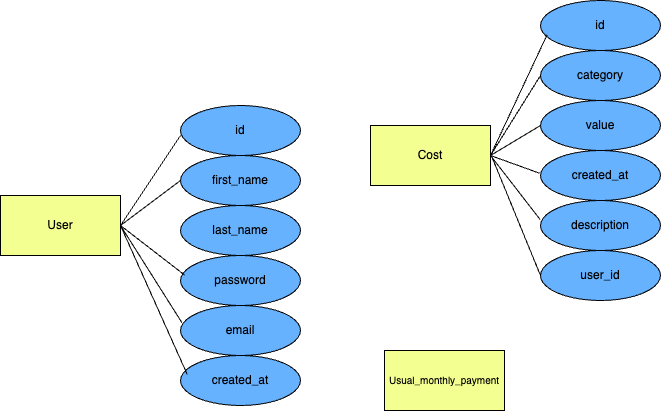 User
id
first_name
last_name
password
email
created_at
Cost
id
category
value
created_at
description
user_id
Usual_monthly_payment